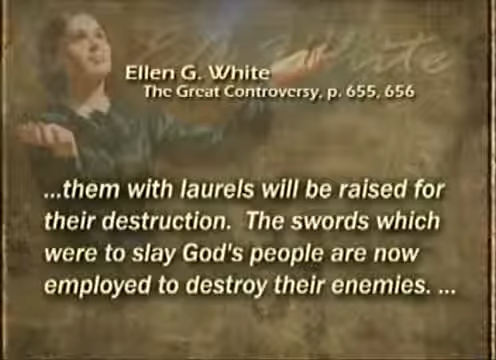 Ellen G. White
The Great Controversy, p. 655, 656
...them with laurels will be raised for
their destruction.  The swords which
were to slay God's people are now
employed to destroy their enemies. ...